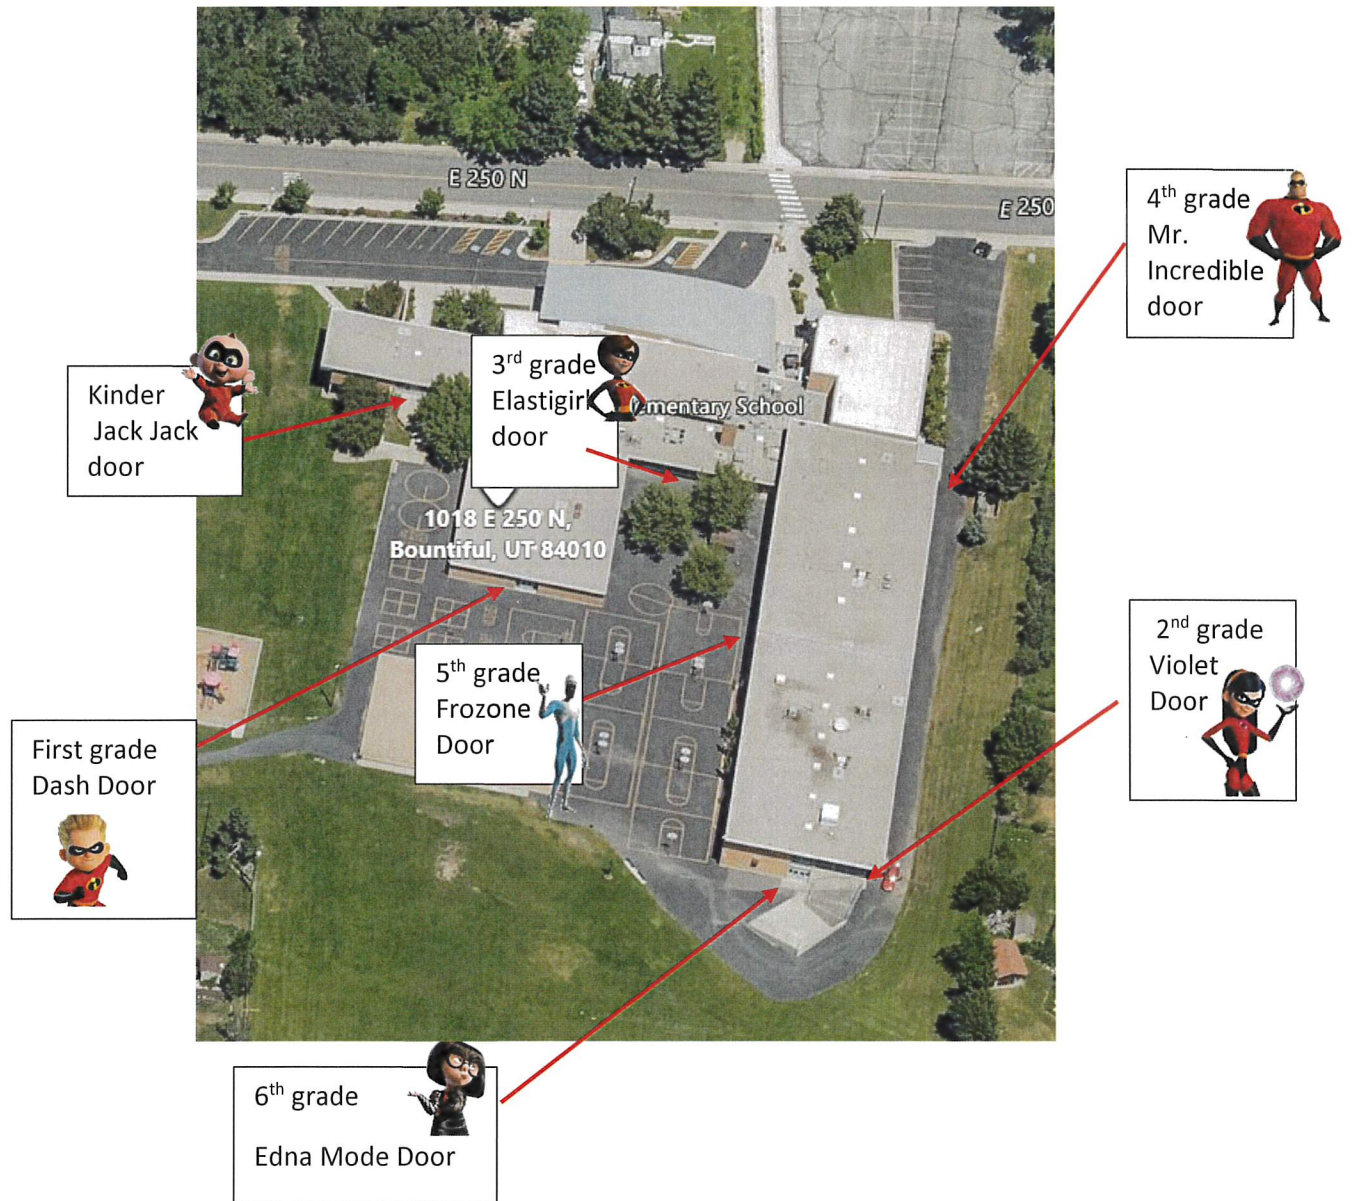 E 250 N
E 250
4th grade
Mr.
Incredible
door
3rd grade
Elastigirl
door
ementary School
Kinder
Jack Jack
door
1018 E 250 N,
Bountiful, UT 84010
2nd grade
Violet
Door
5th grade
Frozone
Door
First grade
Dash Door
6th grade
Edna Mode Door